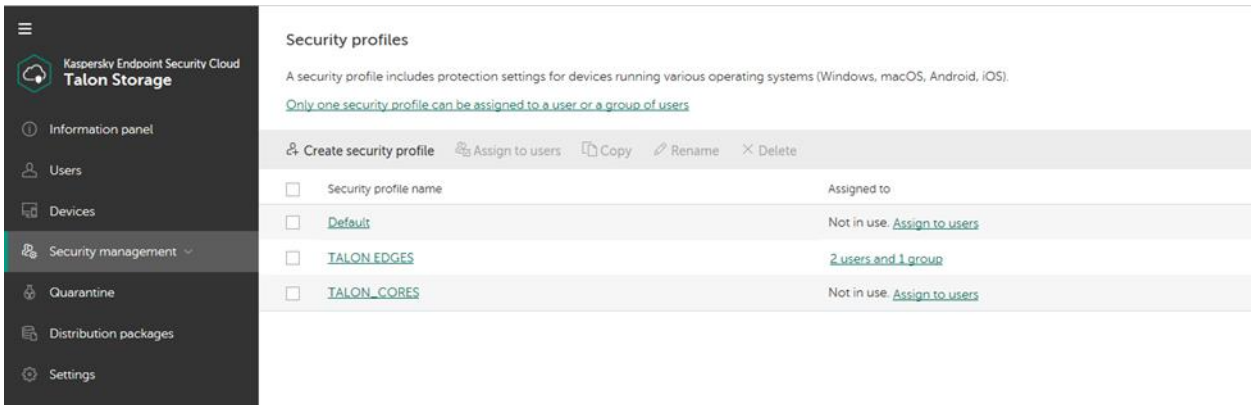 Kaspersky Endpoint Security Cloud
Talon Storage
Information panel
Users
Devices
Security management
Quarantine
Distribution packages
Settings
Security profiles
A security profile includes protection settings for devices running various operating systems (Windows, macOS, Android, iOS).
Only one security profile can be assigned to a user or a group of users
Create security profile Assign to users Copy Rename Delete
Security profile name Assigned to
Default Not in use. Assign to users
TALON EDGES 2 users and 1 group
TALON_CORES Not in use. Assign to users